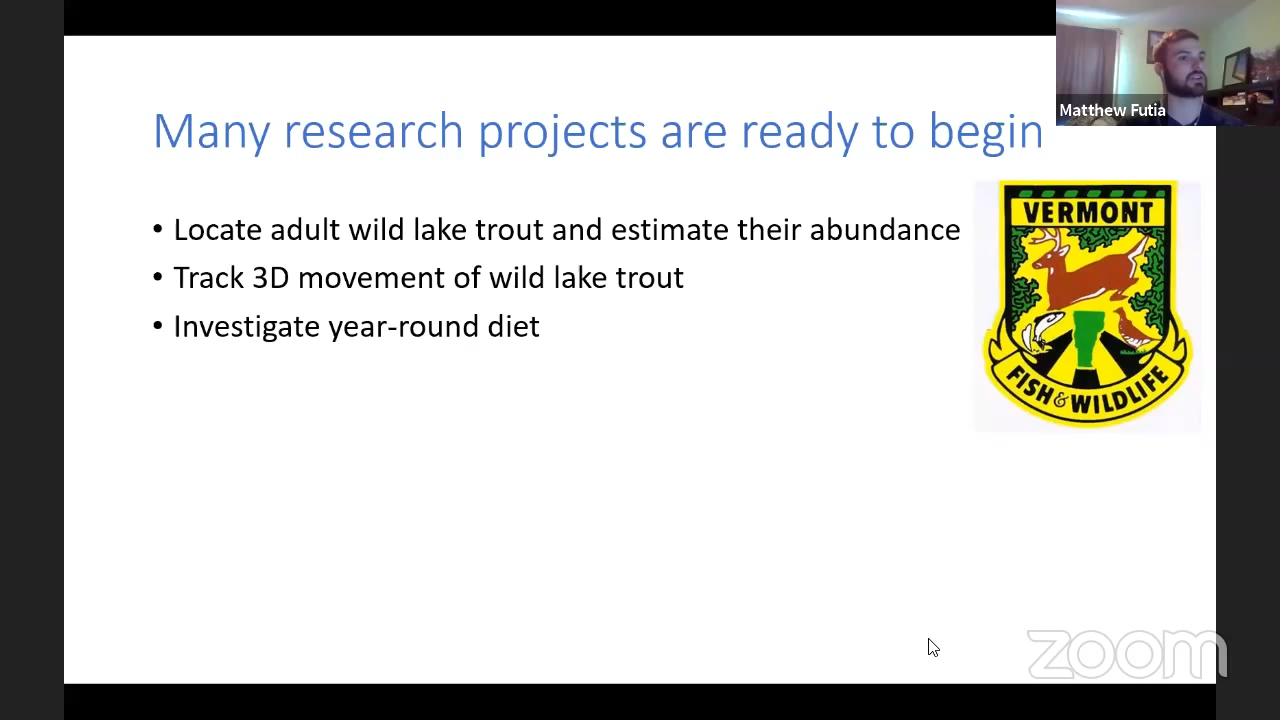 Matthew Futia
Many research projects are ready to begin
• Locate adult wild lake trout and estimate their abundance
• Track 3D movement of wild lake trout
• Investigate year-round diet
VERMONT
FISH & WILDLIFE
zoom